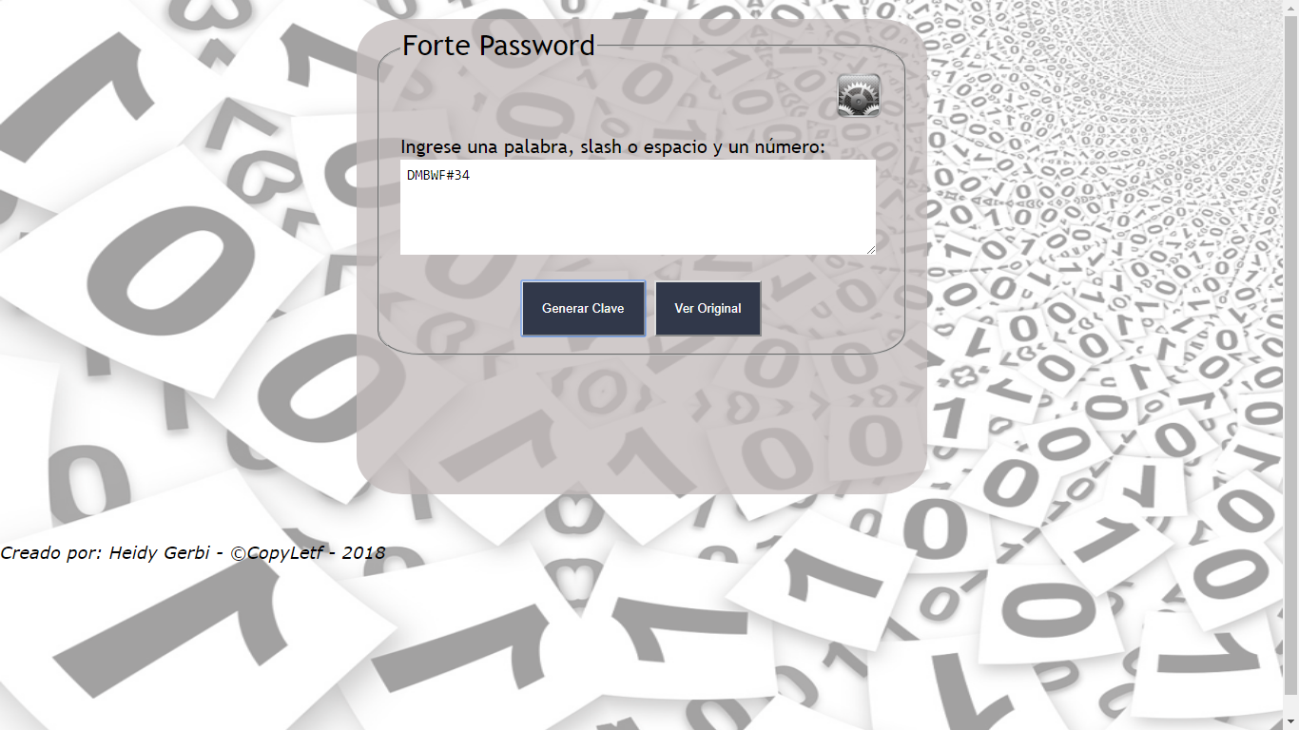 Forte Password
Ingrese una palabra, slash o espacio y un número:
DMBWF#34
Generar Clave
Ver Original
Creado por: Heidy Gerbi - ©CopyLetf - 2018